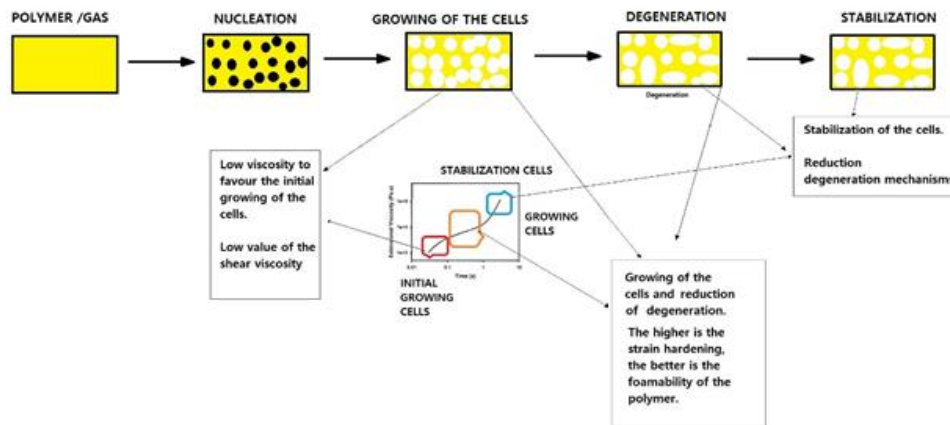 POLYMER /GAS
NUCLEATION
GROWING OF THE CELLS
DEGENERATION
STABILIZATION
Degeneration
Low viscosity to
favour the initial
growing of the
cells.
Low value of the
shear viscosity
STABILIZATION CELLS
GROWING
CELLS
Time (s)
INITIAL
GROWING
CELLS
Stabilization of the cells.
Reduction
degeneration mechanisms
Growing of the
cells and reduction
of degeneration.
The higher is the
strain hardening,
the better is the
foamability of the
polymer.